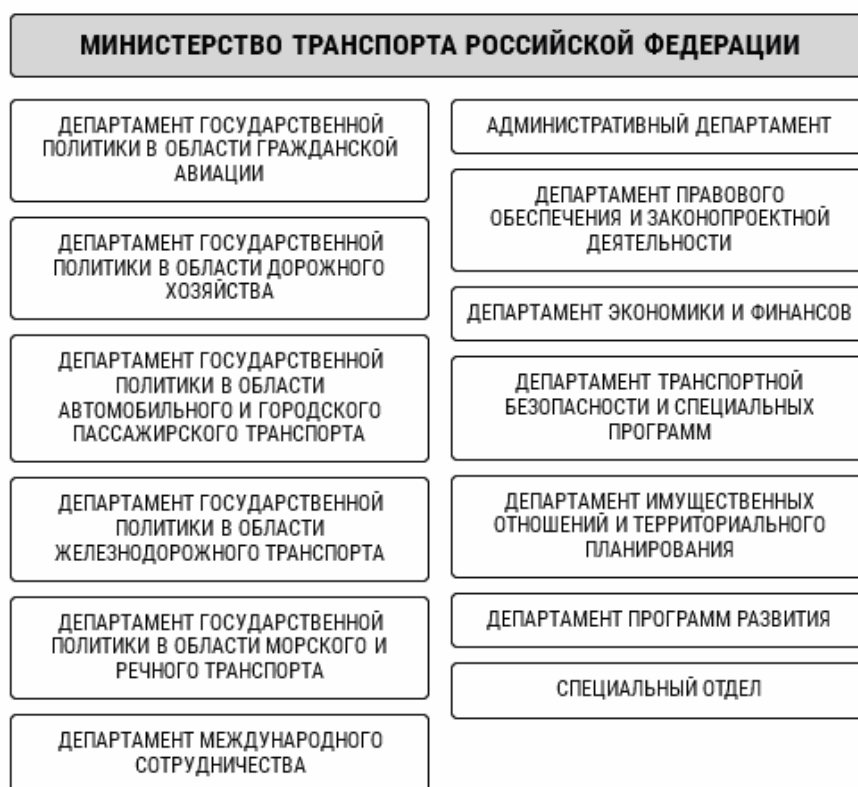 МИНИСТЕРСТВО ТРАНСПОРТА РОССИЙСКОЙ ФЕДЕРАЦИИ
ДЕПАРТАМЕНТ ГОСУДАРСТВЕННОЙ
ПОЛИТИКИ В ОБЛАСТИ ГРАЖДАНСКОЙ
АВИАЦИИ
ДЕПАРТАМЕНТ ГОСУДАРСТВЕННОЙ
ПОЛИТИКИ В ОБЛАСТИ ДОРОЖНОГО
ХОЗЯЙСТВА
ДЕПАРТАМЕНТ ГОСУДАРСТВЕННОЙ
ПОЛИТИКИ В ОБЛАСТИ
АВТОМОБИЛЬНОГО И ГОРОДСКОГО
ПАССАЖИРСКОГО ТРАНСПОРТА
ДЕПАРТАМЕНТ ГОСУДАРСТВЕННОЙ
ПОЛИТИКИ В ОБЛАСТИ
ЖЕЛЕЗНОДОРОЖНОГО ТРАНСПОРТА
ДЕПАРТАМЕНТ ГОСУДАРСТВЕННОЙ
ПОЛИТИКИ В ОБЛАСТИ МОРСКОГО И
РЕЧНОГО ТРАНСПОРТА
ДЕПАРТАМЕНТ МЕЖДУНАРОДНОГО
СОТРУДНИЧЕСТВА
АДМИНИСТРАТИВНЫЙ ДЕПАРТАМЕНТ
ДЕПАРТАМЕНТ ПРАВОВОГО
ОБЕСПЕЧЕНИЯ И ЗАКОНОПРОЕКТНОЙ
ДЕЯТЕЛЬНОСТИ
ДЕПАРТАМЕНТ ЭКОНОМИКИ И ФИНАНСОВ
ДЕПАРТАМЕНТ ТРАНСПОРТНОЙ
БЕЗОПАСНОСТИ И СПЕЦИАЛЬНЫХ
ПРОГРАММ
ДЕПАРТАМЕНТ ИМУЩЕСТВЕННЫХ
ОТНОШЕНИЙ И ТЕРРИТОРИАЛЬНОГО
ПЛАНИРОВАНИЯ
ДЕПАРТАМЕНТ ПРОГРАММ РАЗВИТИЯ
СПЕЦИАЛЬНЫЙ ОТДЕЛ